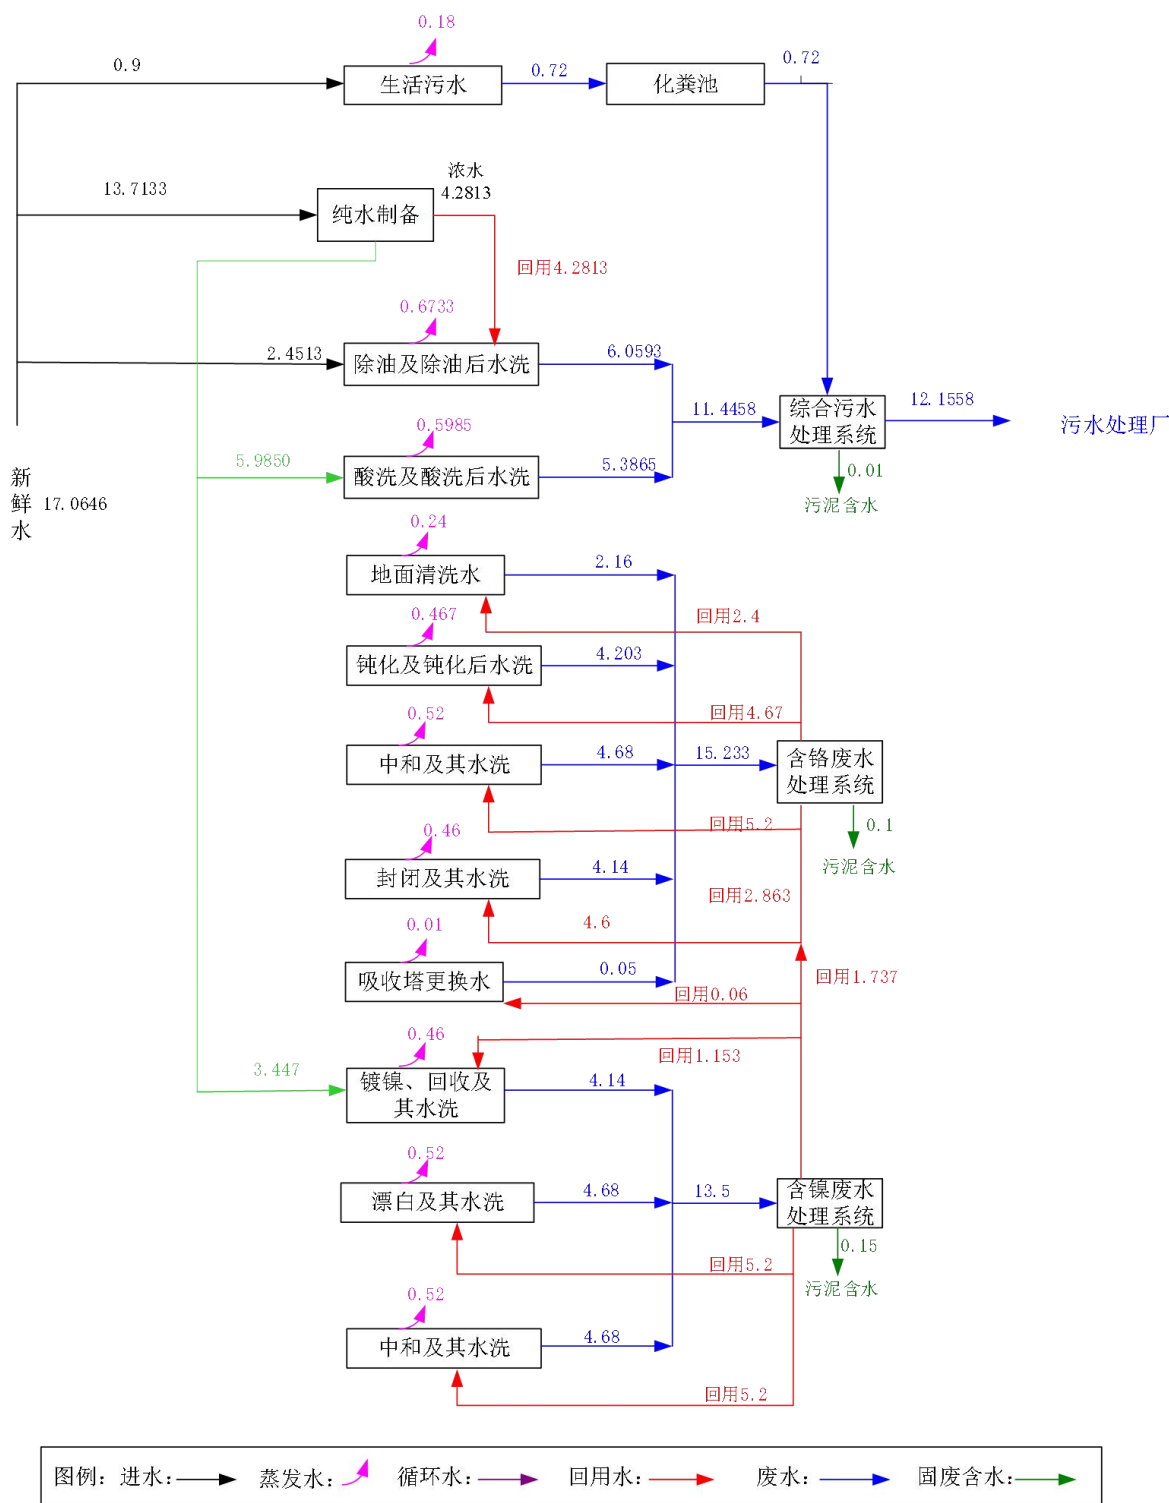 0.18
0.9
生活污水
0.72
化粪池
0.72
13.7133
纯水制备
浓水
4.2813
回用4.2813
0.6733
2.4513
除油及除油后水洗
6.0593
0.5985
5.9850
酸洗及酸洗后水洗
5.3865
11.4458
综合污水
处理系统
12.1558
污水处理厂
0.01
污泥含水
新
鲜
水
17.0646
0.24
地面清洗水
2.16
回用2.4
0.467
钝化及钝化后水洗
4.203
回用4.67
0.52
中和及其水洗
4.68
15.233
含铬废水
处理系统
回用5.2
0.1
污泥含水
0.46
封闭及其水洗
4.14
回用2.863
4.6
0.01
吸收塔更换水
0.05
回用0.06
回用1.737
0.46
回用1.153
3.447
镀镍、回收及
其水洗
4.14
0.52
漂白及其水洗
4.68
13.5
含镍废水
处理系统
0.15
污泥含水
回用5.2
0.52
中和及其水洗
4.68
回用5.2
图例：进水： 蒸发水： 循环水： 回用水： 废水： 固废含水：